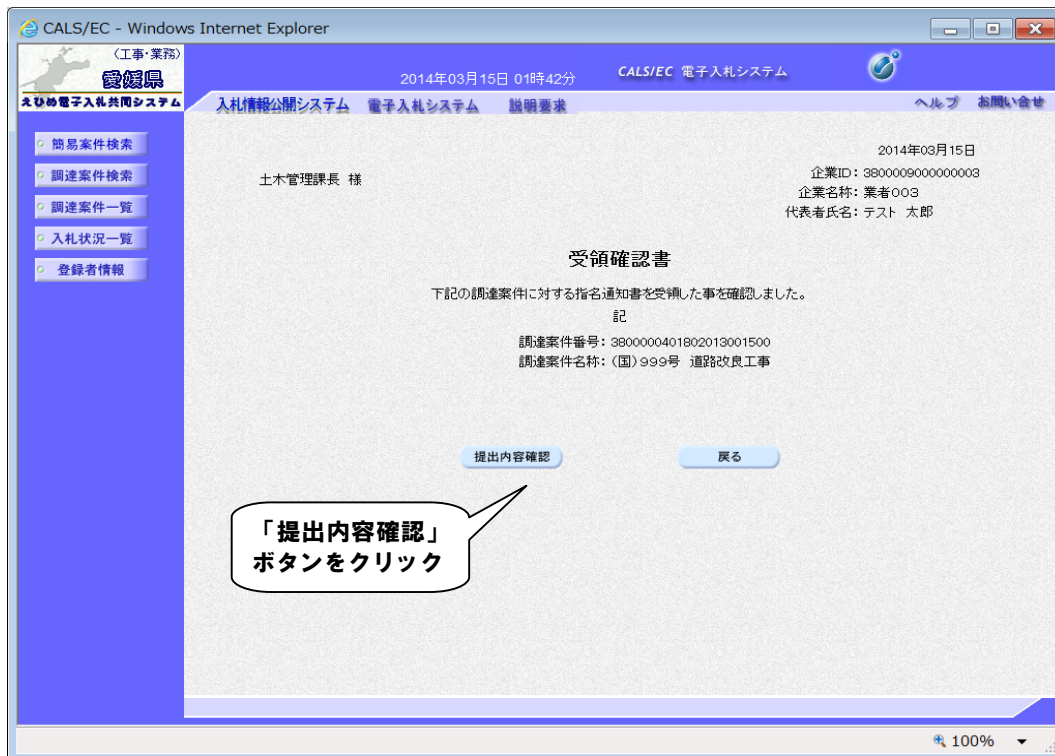 CALS/EC - Windows Internet Explorer
(工事・業務)
愛媛県
えひめ電子入札共同システム
2014年03月15日 01時42分
CALS/EC 電子入札システム
入札情報公開システム 電子入札システム 説明要求
ヘルプ お問い合せ
簡易案件検索
調達案件検索
調達案件一覧
入札状況一覧
登録者情報
2014年03月15日
土木管理課長 様
企業ID：3800009000000003
企業名称：業者003
代表者氏名：テスト 太郎
受領確認書
下記の調達案件に対する指名通知書を受領した事を確認しました。
記
調達案件番号：3800000401802013001500
調達案件名称：(国)999号 道路改良工事
提出内容確認
戻る
「提出内容確認」
ボタンをクリック
100%